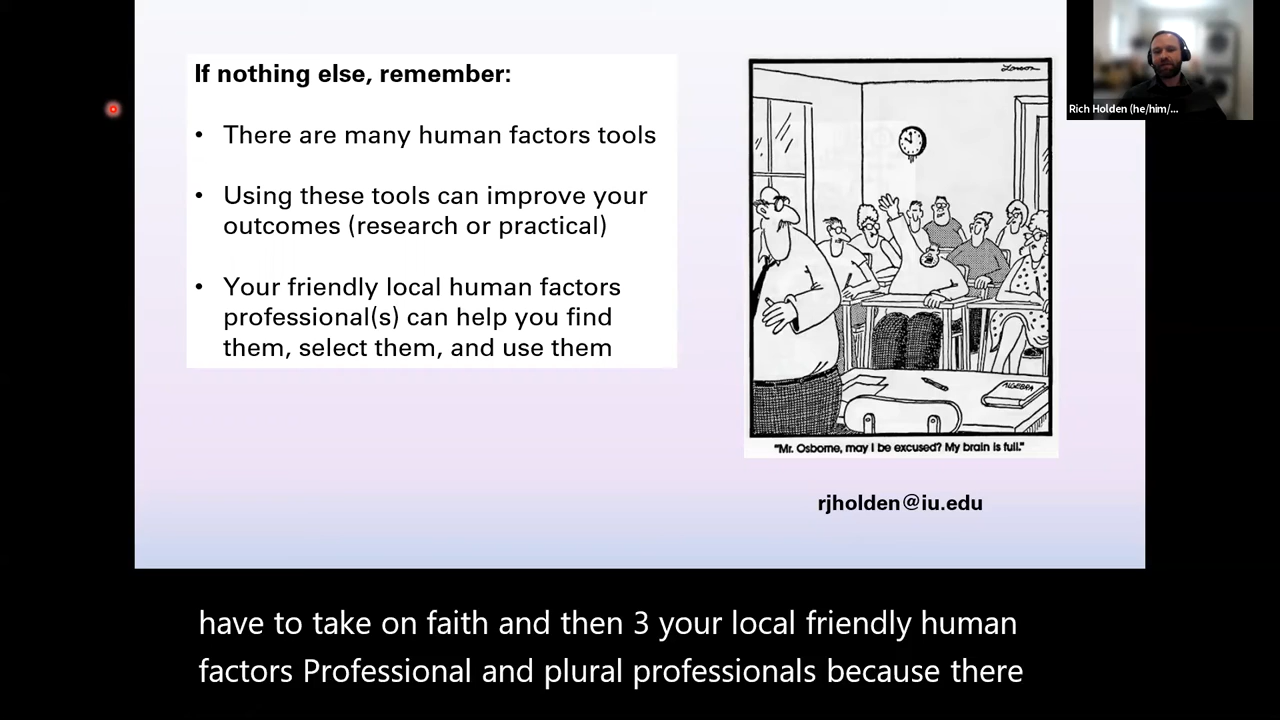 If nothing else, remember:
• There are many human factors tools
• Using these tools can improve your
outcomes (research or practical)
• Your friendly local human factors
professional(s) can help you find
them, select them, and use them
Larson
ALGEBRA
"Mr. Osborne, may I be excused? My brain is full."
rjholden@iu.edu
Rich Holden (he/him/...
have to take on faith and then 3 your local friendly human
factors Professional and plural professionals because there